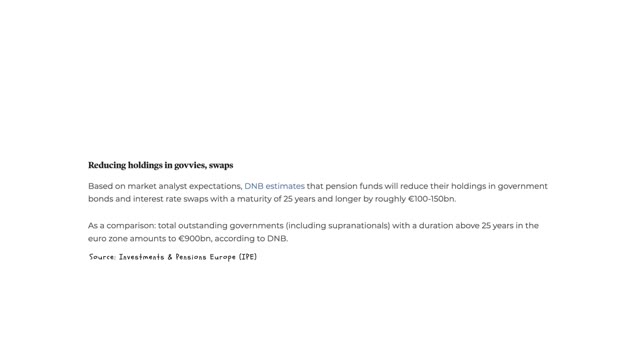 Reducing holdings in govvies, swaps
Based on market analyst expectations, DNB estimates that pension funds will reduce their holdings in government
bonds and interest rate swaps with a maturity of 25 years and longer by roughly €100-150bn.
As a comparison: total outstanding governments (including supranationals) with a duration above 25 years in the
euro zone amounts to €900bn, according to DNB.
Source: Investments & Pensions Europe (IPE)